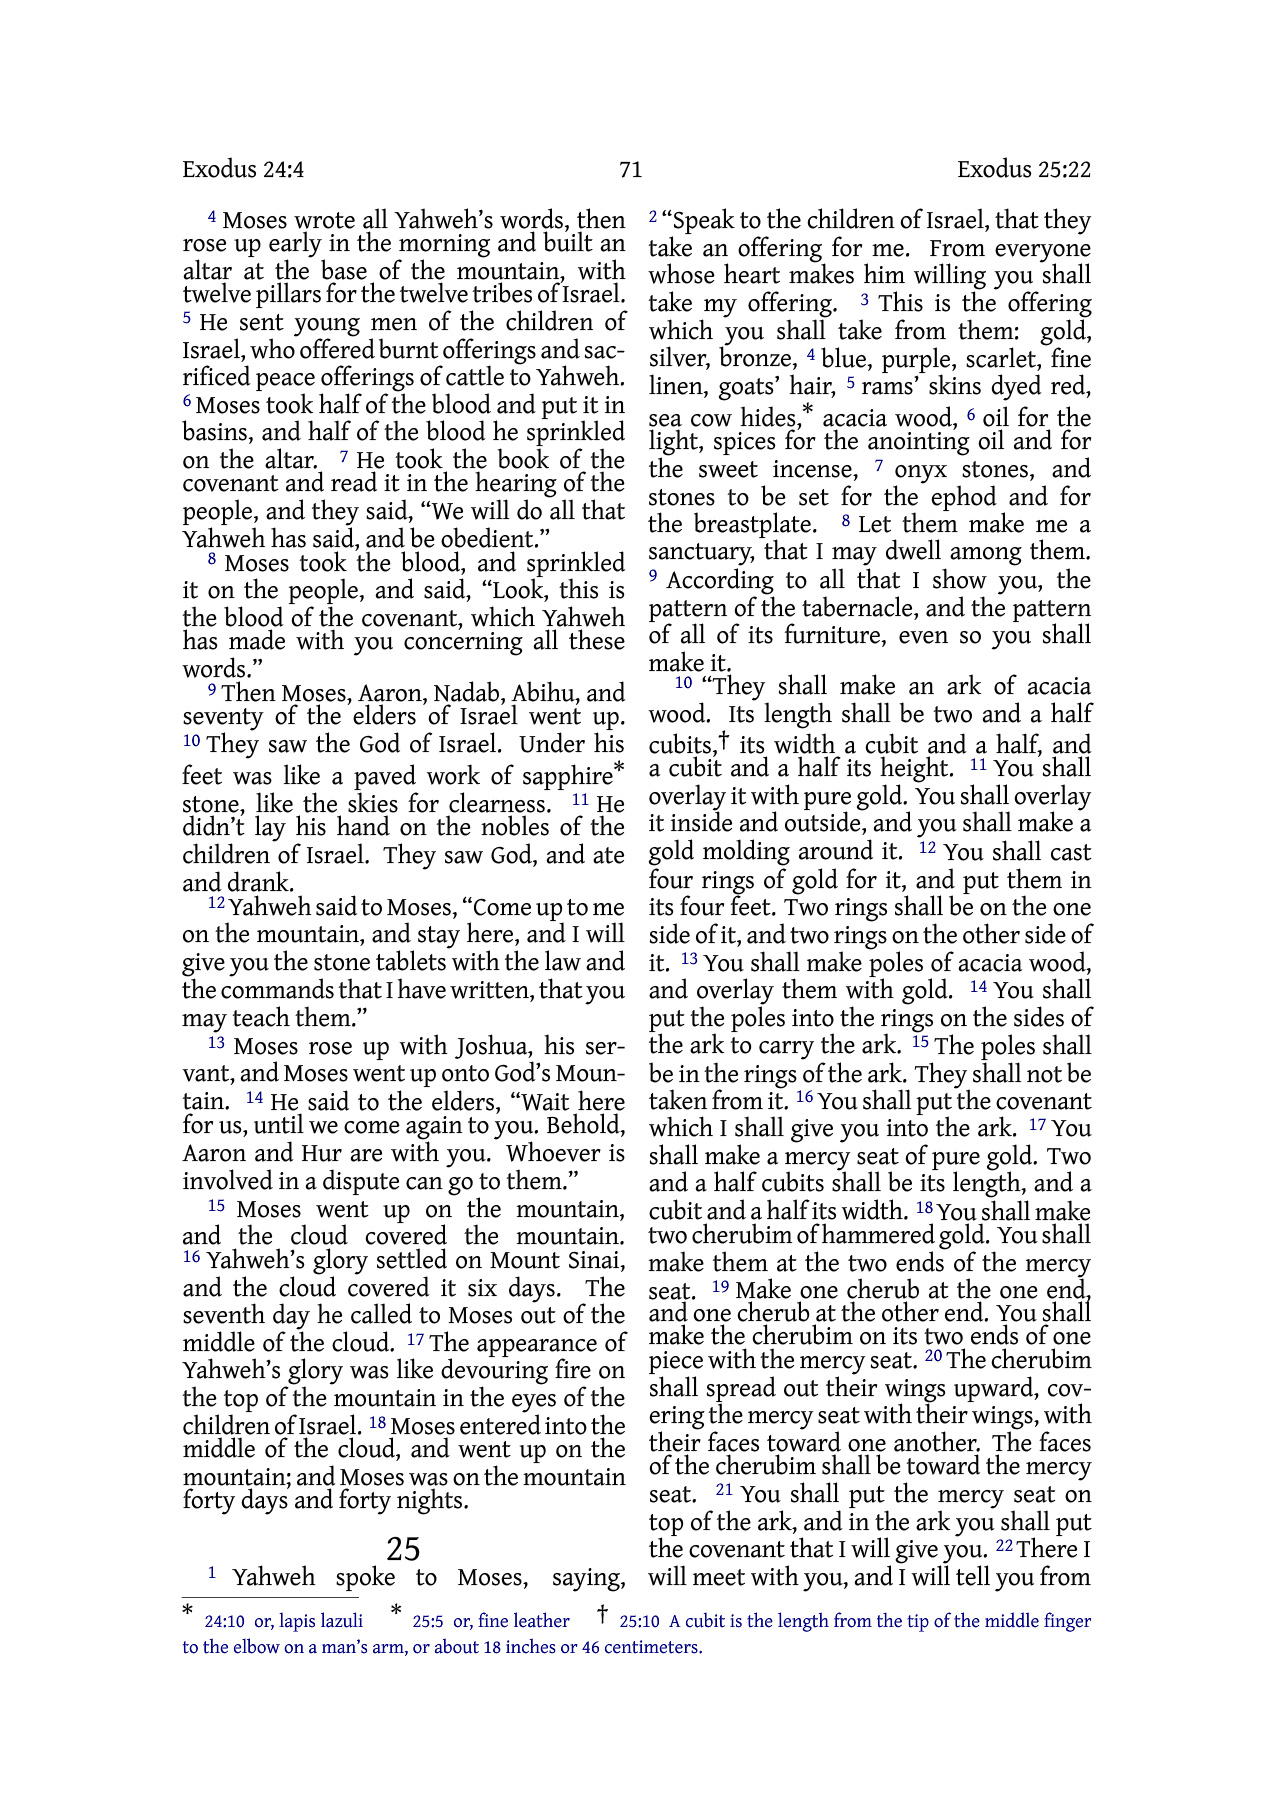 Exodus 24:4 71 Exodus 25:22
4 Moses wrote all Yahweh’s words, then
rose up early in the morning and built an
altar at the base of the mountain, with
twelve pillars for the twelve tribes of Israel.
5 He sent young men of the children of
Israel, who offered burnt offerings and sac-
rificed peace offerings of cattle to Yahweh.
6 Moses took half of the blood and put it in
basins, and half of the blood he sprinkled
on the altar. 7 He took the book of the
covenant and read it in the hearing of the
people, and they said, “We will do all that
Yahweh has said, and be obedient.”
8 Moses took the blood, and sprinkled
it on the people, and said, “Look, this is
the blood of the covenant, which Yahweh
has made with you concerning all these
words.”
9 Then Moses, Aaron, Nadab, Abihu, and
seventy of the elders of Israel went up.
10 They saw the God of Israel. Under his
feet was like a paved work of sapphire*
stone, like the skies for clearness. 11 He
didn’t lay his hand on the nobles of the
children of Israel. They saw God, and ate
and drank.
12 Yahweh said to Moses, “Come up to me
on the mountain, and stay here, and I will
give you the stone tablets with the law and
the commands that I have written, that you
may teach them.”
13 Moses rose up with Joshua, his ser-
vant, and Moses went up onto God’s Moun-
tain. 14 He said to the elders, “Wait here
for us, until we come again to you. Behold,
Aaron and Hur are with you. Whoever is
involved in a dispute can go to them.”
15 Moses went up on the mountain,
and the cloud covered the mountain.
16 Yahweh’s glory settled on Mount Sinai,
and the cloud covered it six days. The
seventh day he called to Moses out of the
middle of the cloud. 17 The appearance of
Yahweh’s glory was like devouring fire on
the top of the mountain in the eyes of the
children of Israel. 18 Moses entered into the
middle of the cloud, and went up on the
mountain; and Moses was on the mountain
forty days and forty nights.
25
1 Yahweh spoke to Moses, saying,
2 “Speak to the children of Israel, that they
take an offering for me. From everyone
whose heart makes him willing you shall
take my offering. 3 This is the offering
which you shall take from them: gold,
silver, bronze, 4 blue, purple, scarlet, fine
linen, goats’ hair, 5 rams’ skins dyed red,
sea cow hides,* acacia wood, 6 oil for the
light, spices for the anointing oil and for
the sweet incense, 7 onyx stones, and
stones to be set for the ephod and for
the breastplate. 8 Let them make me a
sanctuary, that I may dwell among them.
9 According to all that I show you, the
pattern of the tabernacle, and the pattern
of all of its furniture, even so you shall
make it.
10 “They shall make an ark of acacia
wood. Its length shall be two and a half
cubits,† its width a cubit and a half, and
a cubit and a half its height. 11 You shall
overlay it with pure gold. You shall overlay
it inside and outside, and you shall make a
gold molding around it. 12 You shall cast
four rings of gold for it, and put them in
its four feet. Two rings shall be on the one
side of it, and two rings on the other side of
it. 13 You shall make poles of acacia wood,
and overlay them with gold. 14 You shall
put the poles into the rings on the sides of
the ark to carry the ark. 15 The poles shall
be in the rings of the ark. They shall not be
taken from it. 16 You shall put the covenant
which I shall give you into the ark. 17 You
shall make a mercy seat of pure gold. Two
and a half cubits shall be its length, and a
cubit and a half its width. 18 You shall make
two cherubim of hammered gold. You shall
make them at the two ends of the mercy
seat. 19 Make one cherub at the one end,
and one cherub at the other end. You shall
make the cherubim on its two ends of one
piece with the mercy seat. 20 The cherubim
shall spread out their wings upward, cov-
ering the mercy seat with their wings, with
their faces toward one another. The faces
of the cherubim shall be toward the mercy
seat. 21 You shall put the mercy seat on
top of the ark, and in the ark you shall put
the covenant that I will give you. 22 There I
will meet with you, and I will tell you from
* 24:10 or, lapis lazuli * 25:5 or, fine leather † 25:10 A cubit is the length from the tip of the middle finger
to the elbow on a man’s arm, or about 18 inches or 46 centimeters.